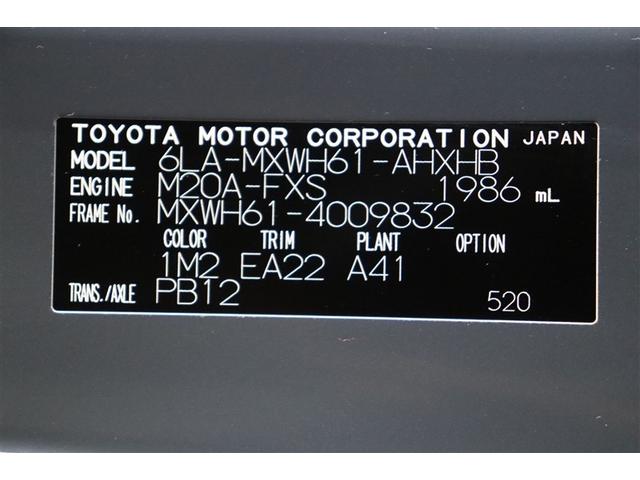 TOYOTA MOTOR CORPORATION JAPAN
MODEL 6LA-MXWH61-AHXHB
ENGINE M20A-FXS 1986 mL
FRAME No. MXWH61-4009832
COLOR TRIM PLANT OPTION
1M2 EA22 A41
TRANS./AXLE PB12 520